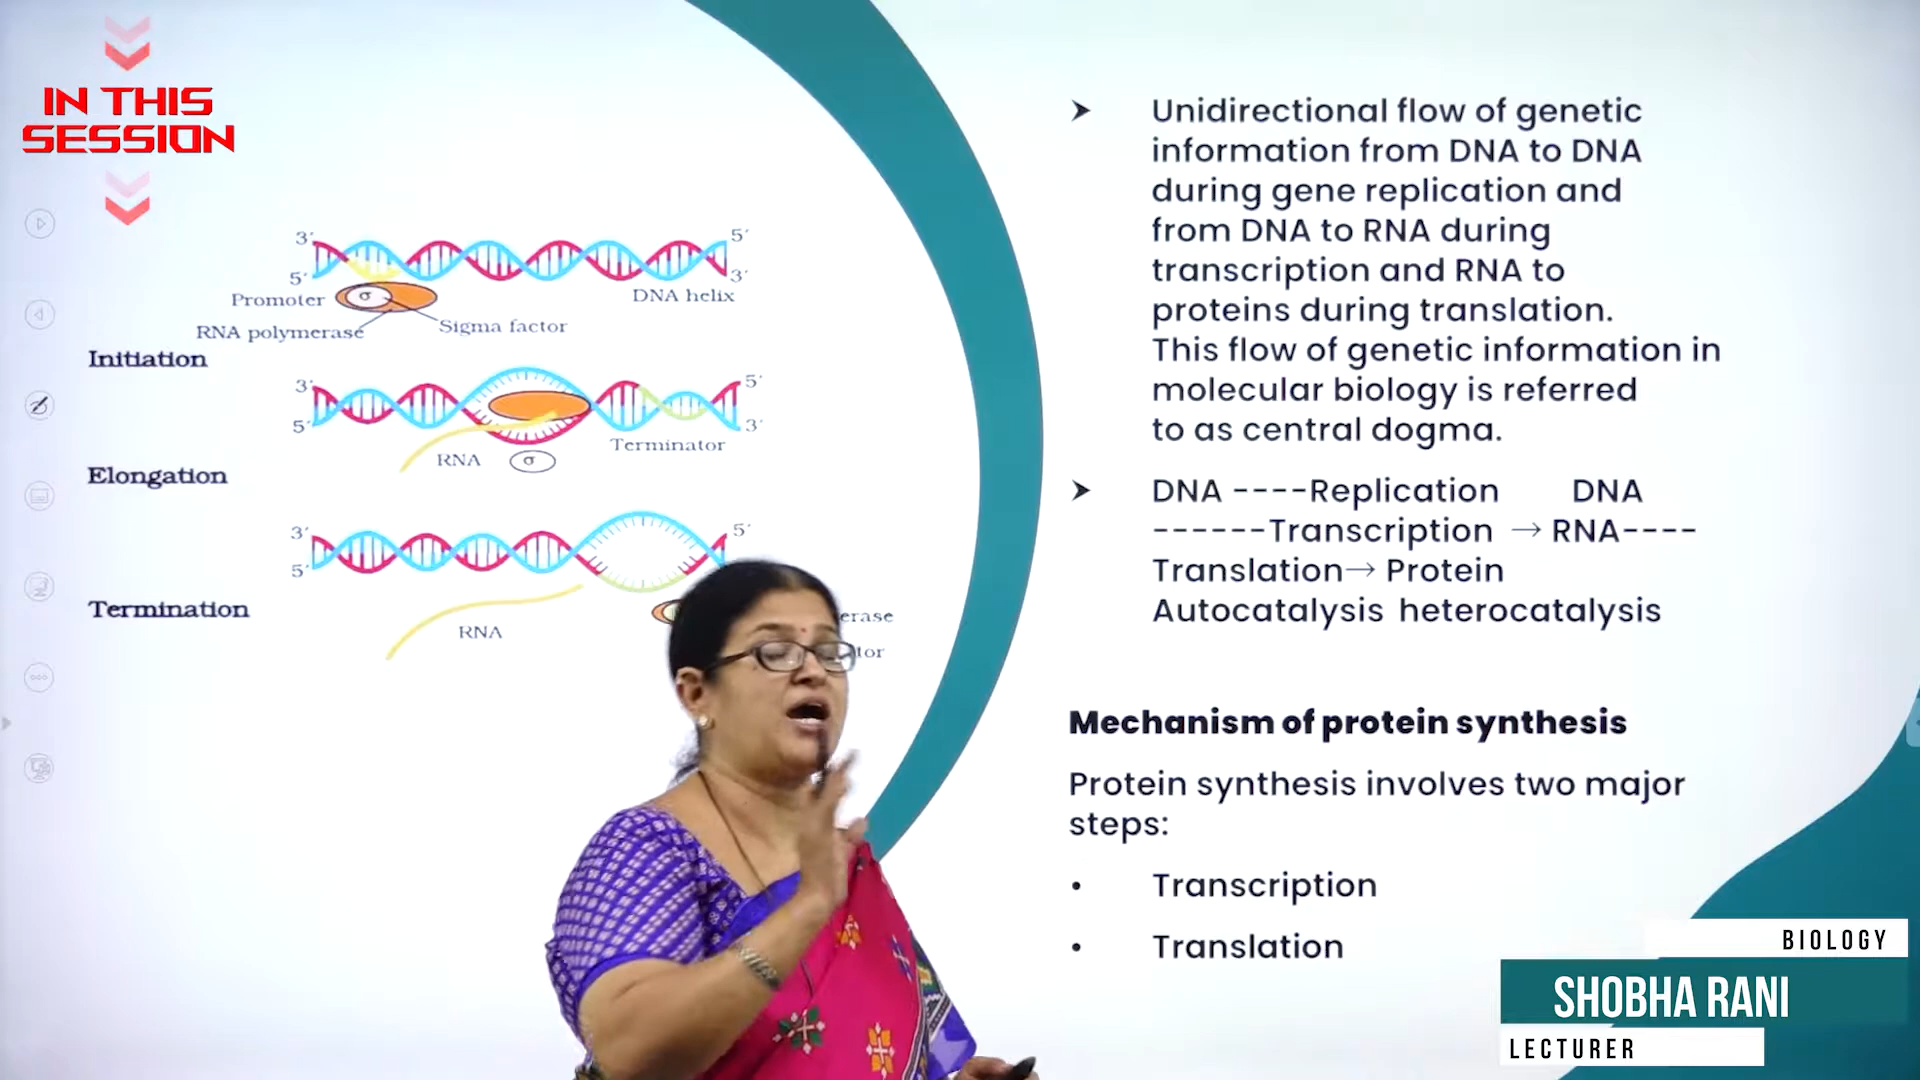 IN THIS
SESSION
3′
5′
5′
3′
Promoter
σ
DNA helix
RNA polymerase
Sigma factor
Initiation
3′
5′
5′
3′
Terminator
RNA
σ
Elongation
3′
5′
5′
Termination
RNA
erase
tor
➤ Unidirectional flow of genetic
information from DNA to DNA
during gene replication and
from DNA to RNA during
transcription and RNA to
proteins during translation.
This flow of genetic information in
molecular biology is referred
to as central dogma.
➤ DNA ----Replication DNA
------Transcription → RNA----
Translation→ Protein
Autocatalysis heterocatalysis
Mechanism of protein synthesis
Protein synthesis involves two major
steps:
• Transcription
• Translation
BIOLOGY
SHOBHA RANI
LECTURER